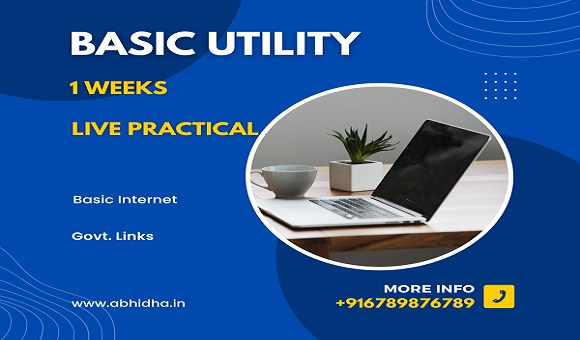 BASIC UTILITY
1 WEEKS
LIVE PRACTICAL
Basic Internet
Govt. Links
www.abhidha.in
MORE INFO
+916789876789